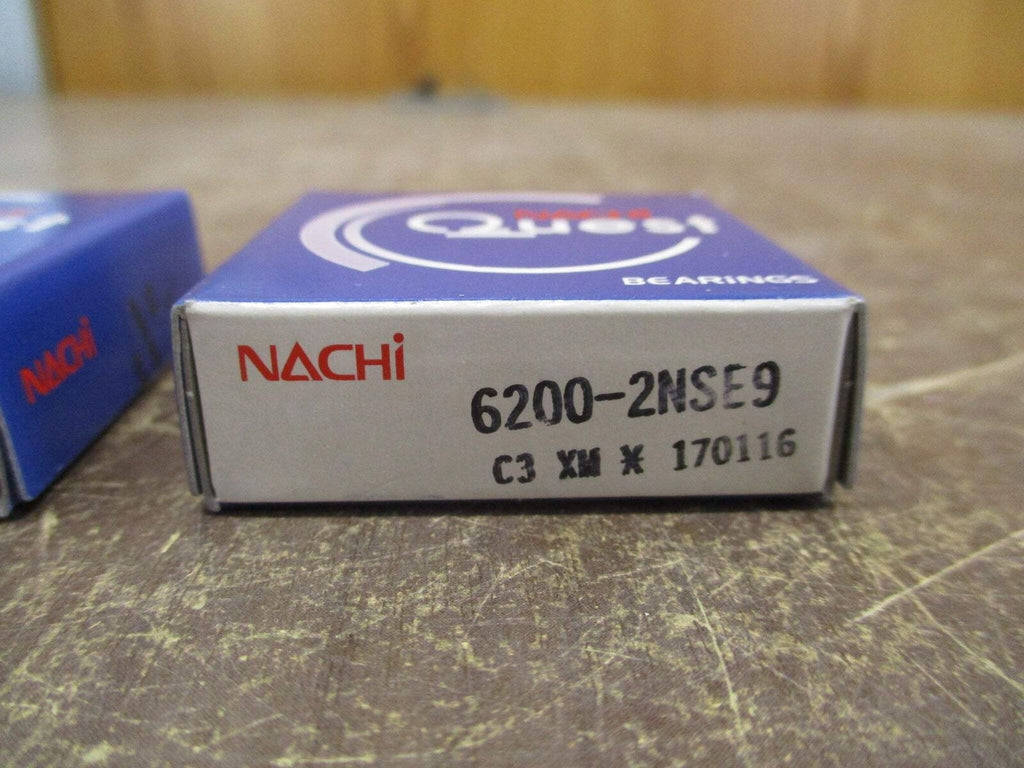 Quest
BEARINGS
NACHi
6200-2NSE9
C3 XM * 170116
NACHi